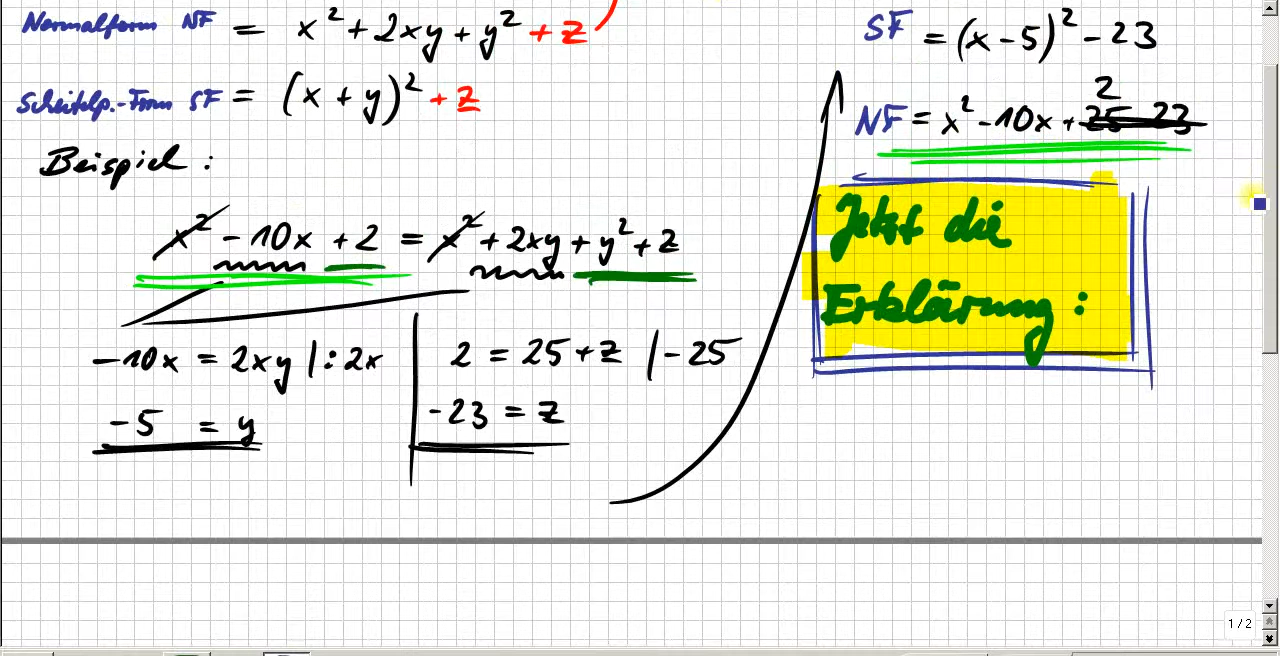 Normalform NF = x² + 2xy + y² + z
Scheitelp.-Form SF = (x + y)² + z
Beispiel :
x² - 10x + 2 = x² + 2xy + y² + z
-10x = 2xy | : 2x
-5 = y
2 = 25 + z | - 25
-23 = z
SF = (x - 5)² - 23
2
NF = x² - 10x + 25 - 23
Jetzt die
Erklärung :
1 / 2